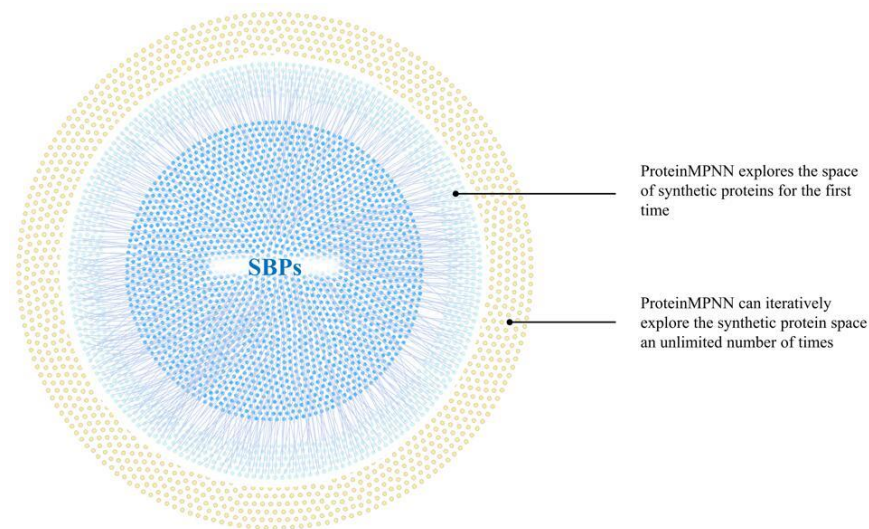 SBPs
ProteinMPNN explores the space
of synthetic proteins for the first
time
ProteinMPNN can iteratively
explore the synthetic protein space
an unlimited number of times